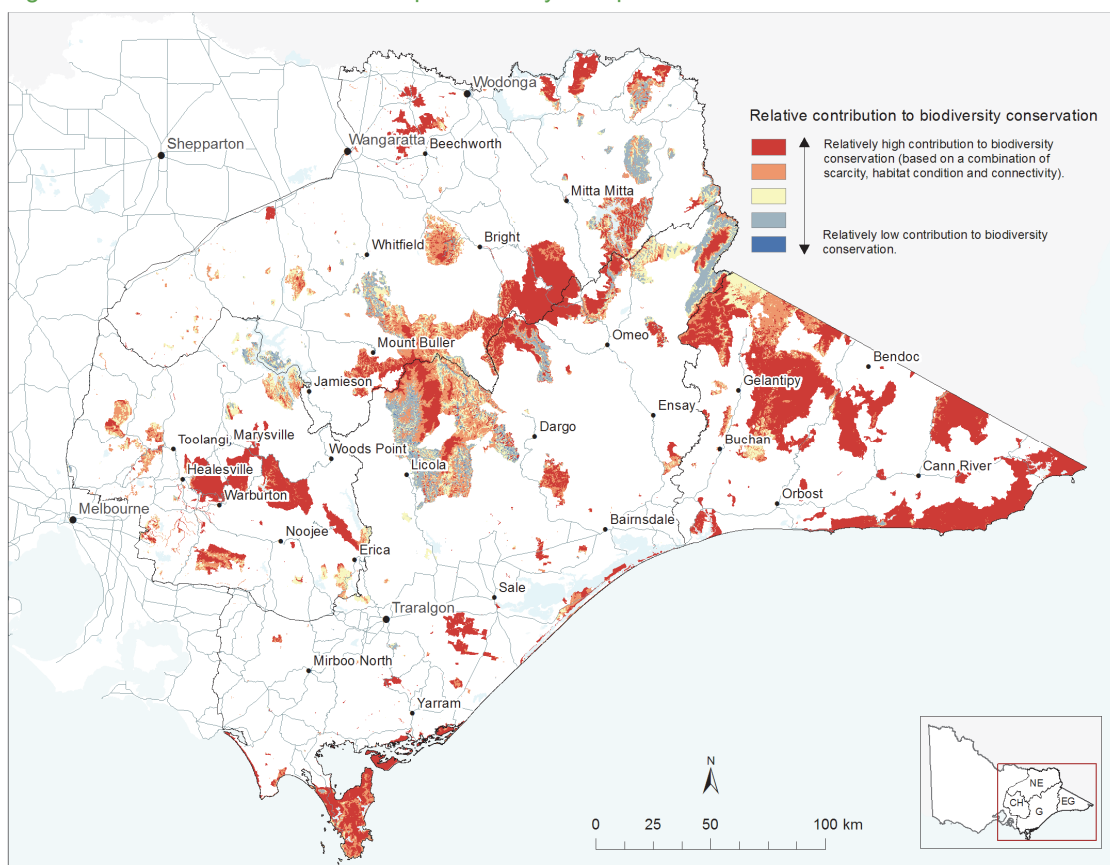 Wodonga
Shepparton
Wangaratta
Beechworth
Relative contribution to biodiversity conservation
Relatively high contribution to biodiversity
conservation (based on a combination of
scarcity, habitat condition and connectivity).
Relatively low contribution to biodiversity
conservation.
Mitta Mitta
Whitfield
Bright
Omeo
Mount Buller
Bendoc
Jamieson
Gelantipy
Ensay
Toolangi
Marysville
Dargo
Buchan
Woods Point
Healesville
Licola
Cann River
Warburton
Orbost
Melbourne
Noojee
Bairnsdale
Erica
Sale
Traralgon
Mirboo North
Yarram
N
0 25 50 100 km
NE
CH
G
EG